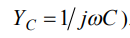 Y_C = 1/jωC ).